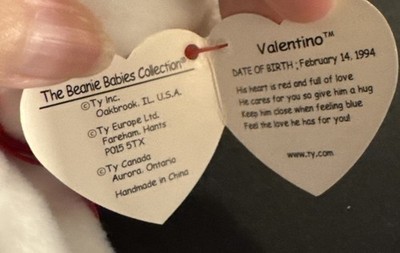 The Beanie Babies Collection®
©Ty Inc.
Oakbrook, IL. U.S.A.
©Ty Europe Ltd.
Fareham, Hants
PO15 5TX
©Ty Canada
Aurora, Ontario
Handmade in China
Valentino™
DATE OF BIRTH : February 14, 1994
His heart is red and full of love
He cares for you so give him a hug
Keep him close when feeling blue
Feel the love he has for you!
www.ty.com